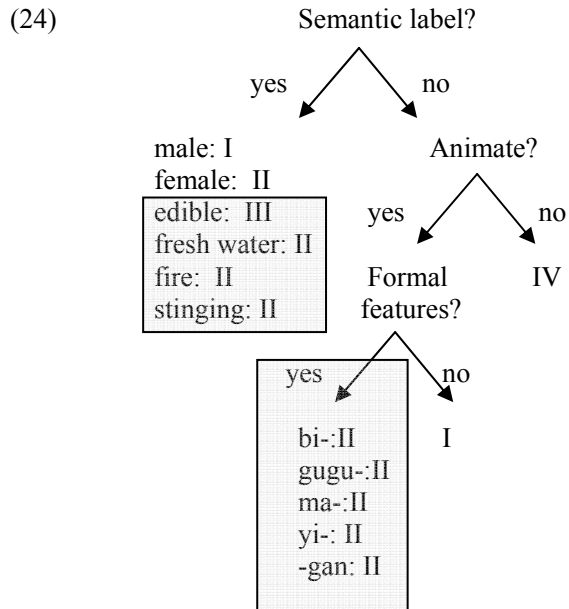 (24) Semantic label?
yes no
male: I Animate?
female: II
edible: III yes no
fresh water: II
fire: II Formal IV
stinging: II features?
yes no
bi-:II I
gugu-:II
ma-:II
yi-: II
-gan: II